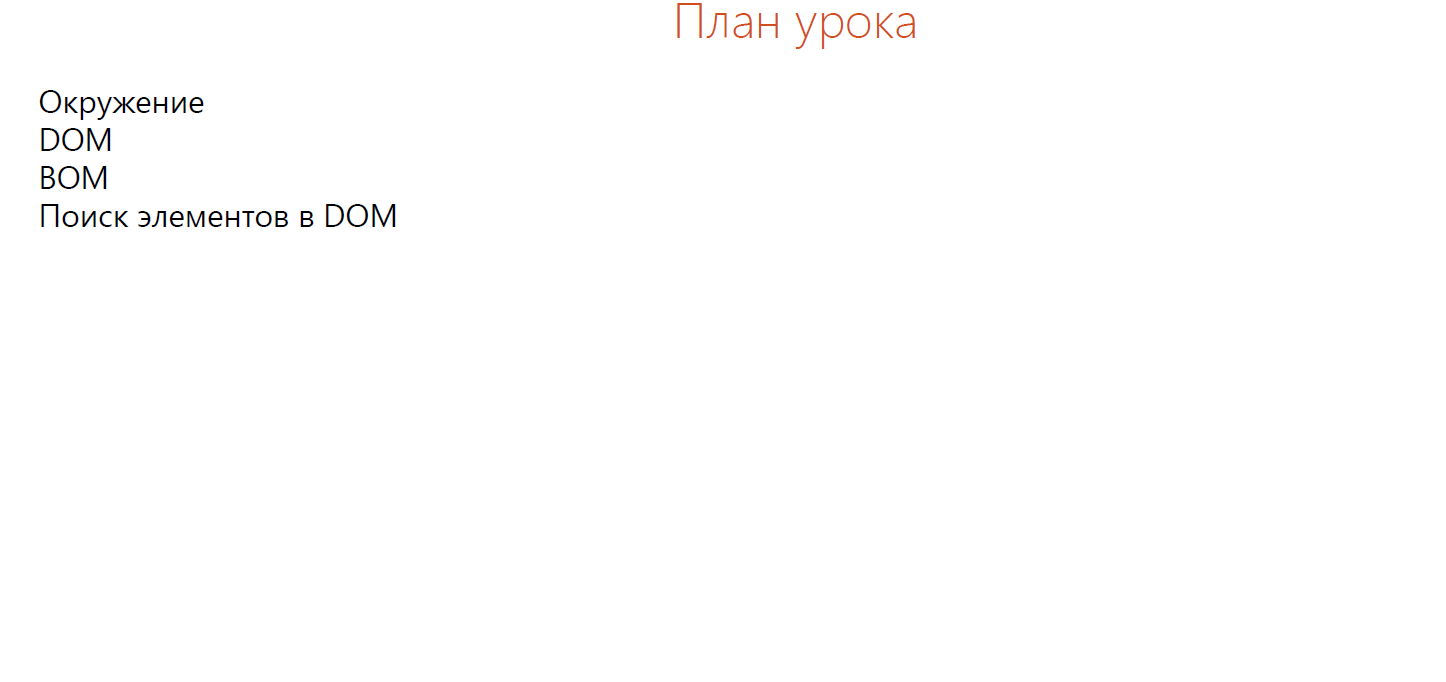 План урока
Окружение
DOM
BOM
Поиск элементов в DOM